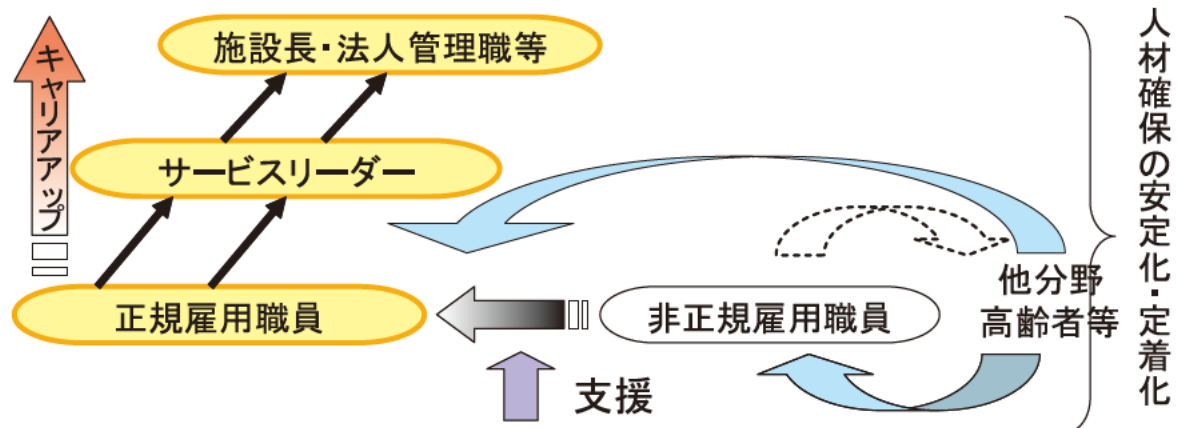 キャリアアップ
施設長・法人管理職等
サービスリーダー
正規雇用職員
非正規雇用職員
他分野
高齢者等
支援
人材確保の安定化・定着化